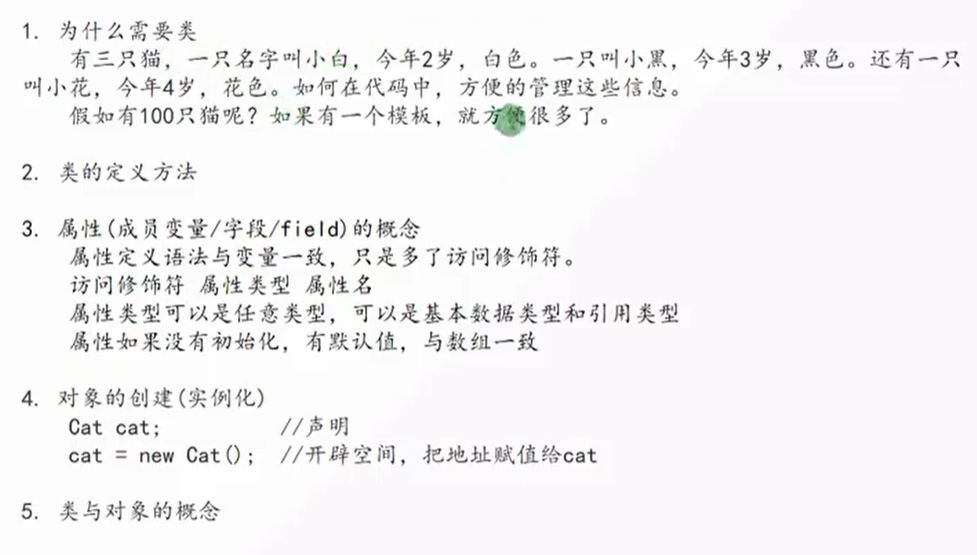 1. 为什么需要类
有三只猫，一只名字叫小白，今年2岁，白色。一只叫小黑，今年3岁，黑色。还有一只
叫小花，今年4岁，花色。如何在代码中，方便的管理这些信息。
假如有100只猫呢？如果有一个模板，就方便很多了。
2. 类的定义方法
3. 属性(成员变量/字段/field)的概念
属性定义语法与变量一致，只是多了访问修饰符。
访问修饰符 属性类型 属性名
属性类型可以是任意类型，可以是基本数据类型和引用类型
属性如果没有初始化，有默认值，与数组一致
4. 对象的创建(实例化)
Cat cat; //声明
cat = new Cat(); //开辟空间，把地址赋值给cat
5. 类与对象的概念